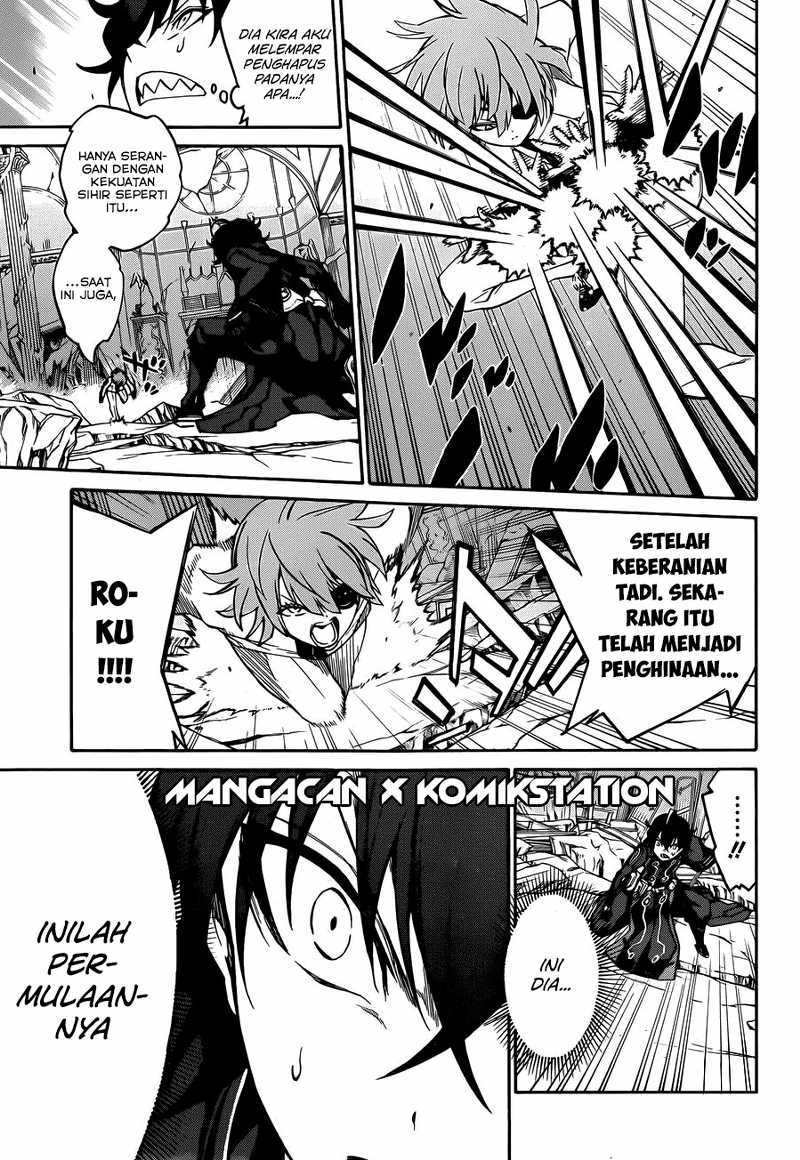 DIA KIRA AKU
MELEMPAR
PENGHAPUS
PADANYA
APA...!
HANYA SERAN-
GAN DENGAN
KEKUATAN
SIHIR SEPERTI
ITU...
...SAAT
INI JUGA,
SETELAH
KEBERANIAN
TADI. SEKA-
RANG ITU
TELAH MENJADI
PENGHINAAN...
RO-
KU
!!!!
MANGACAN X KOMIKSTATION
......!!
INI
DIA...
INILAH
PER-
MULAAN-
NYA